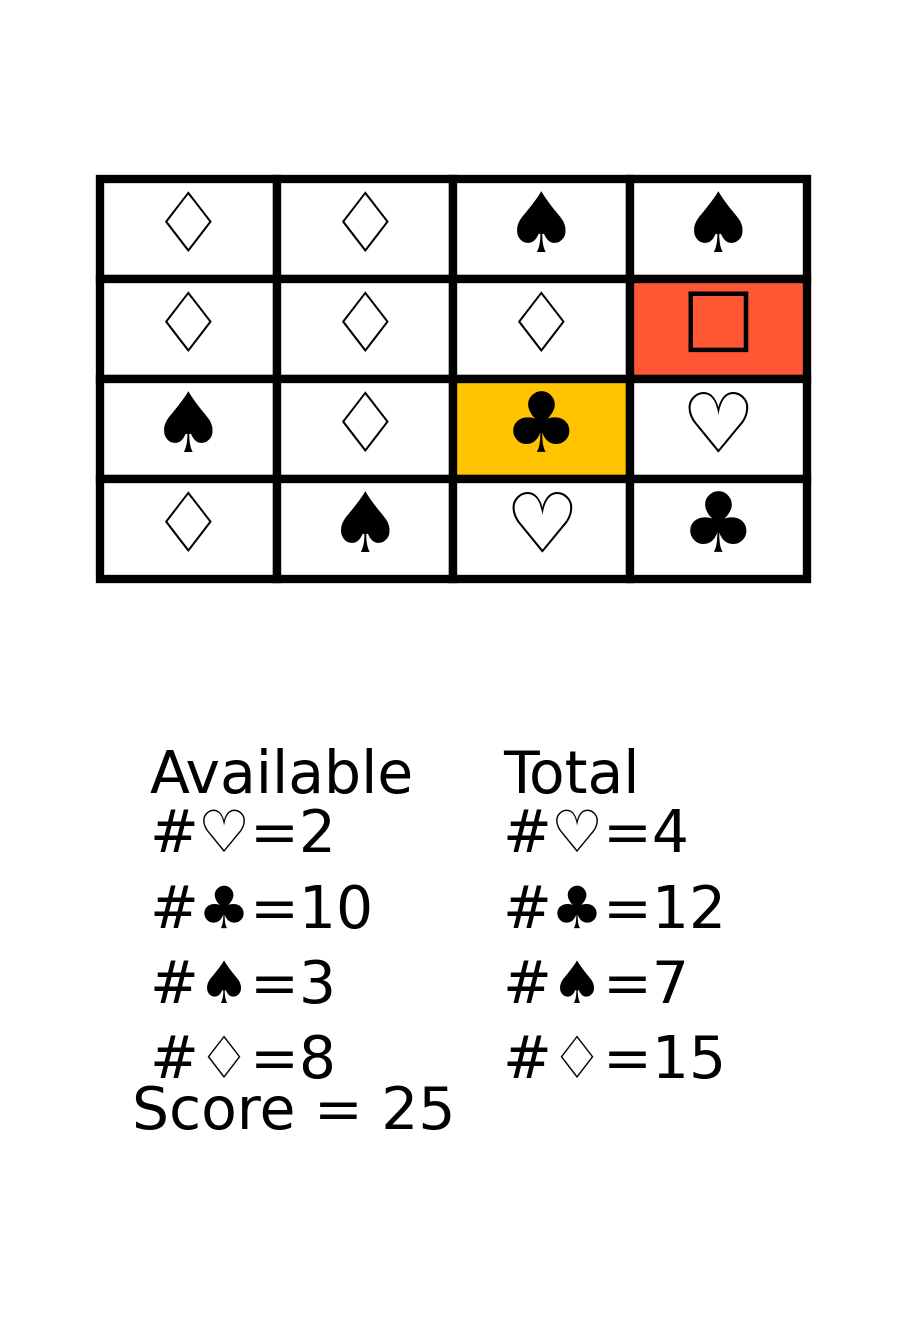 ♢ ♢ ♠ ♠
♢ ♢ ♢ □
♠ ♢ ♣ ♡
♢ ♠ ♡ ♣
Available Total
#♡=2 #♡=4
#♣=10 #♣=12
#♠=3 #♠=7
#♢=8 #♢=15
Score = 25